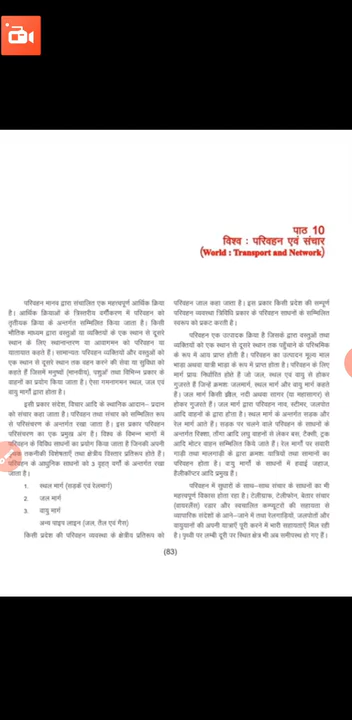 पाठ 10
विश्व : परिवहन एवं संचार
(World : Transport and Network)
परिवहन मानव द्वारा संचालित एक महत्वपूर्ण आर्थिक क्रिया
है। आर्थिक क्रियाओं के त्रिस्तरीय वर्गीकरण में परिवहन को
तृतीयक क्रिया के अन्तर्गत सम्मिलित किया जाता है। किसी
भौतिक माध्यम द्वारा वस्तुओं या व्यक्तियों के एक स्थान से दूसरे
स्थान के लिए स्थानान्तरण या आवागमन को परिवहन या
यातायात कहते हैं। सामान्यतः परिवहन व्यक्तियों और वस्तुओं को
एक स्थान से दूसरे स्थान तक वहन करने की सेवा या सुविधा को
कहते हैं जिसमें मनुष्यों (मानवीय), पशुओं तथा विभिन्न प्रकार के
वाहनों का प्रयोग किया जाता है। ऐसा गमनागमन स्थल, जल एवं
वायु मार्गों द्वारा होता है।
इसी प्रकार संदेश, विचार आदि के स्थानिक आदान– प्रदान
को संचार कहा जाता है। परिवहन तथा संचार को सम्मिलित रूप
से परिसंचरण के अंतर्गत रखा जाता है। इस प्रकार परिवहन
परिसंचरण का एक प्रमुख अंग है। विश्व के विभिन्न भागों में
परिवहन के विविध साधनों का प्रयोग किया जाता है जिनकी अपनी
तकनीकी विशेषताएँ तथा क्षेत्रीय विस्तार प्रतिरूप होते है।
परिवहन के आधुनिक साधनों को 3 वृहत् वर्गों के अन्तर्गत रखा
जाता है।
1. स्थल मार्ग (सड़कें एवं रेलमार्ग)
2. जल मार्ग
3. वायु मार्ग
अन्य पाइप लाइन (जल, तैल एवं गैस)
किसी प्रदेश की परिवहन व्यवस्था के क्षेत्रीय प्रतिरूप को
परिवहन जाल कहा जाता है। इस प्रकार किसी प्रदेश की सम्पूर्ण
परिवहन व्यवस्था त्रिविधि प्रकार के परिवहन साधनों के सम्मिलित
स्वरूप को प्रकट करती है।
परिवहन एक उत्पादक क्रिया है जिसके द्वारा वस्तुओं तथा
व्यक्तियों को एक स्थान से दूसरे स्थान तक पहुँचाने के पारिश्रमिक
के रूप में आय प्राप्त होती है। परिवहन का उत्पादन मूल्य माल
भाड़ा अथवा यात्री भाड़ा के रूप मे प्राप्त होता है। परिवहन के लिए
मार्ग प्रायः निर्धारित होते हैं जो जल, स्थल एवं वायु से होकर
गुजरते हैं जिन्हें क्रमशः जलमार्ग, स्थल मार्ग और वायु मार्ग कहते
हैं। जल मार्ग किसी झील, नदी अथवा सागर (या महासागर) से
होकर गुजरते हैं। जल मार्ग द्वारा परिवहन नाव, स्टीमर, जलपोत
आदि वाहनों के द्वारा होता है। स्थल मार्ग के अन्तर्गत सड़क और
रेल मार्ग आते हैं। सड़क पर चलने वाले परिवहन के साधनों के
अन्तर्गत रिक्शा, ताँगा आदि लघु वाहनों से लेकर बस, टैक्सी, ट्रक
आदि मोटर वाहन सम्मिलित किये जाते हैं। रेल मार्गों पर सवारी
गाड़ी तथा मालगाड़ी के द्वारा क्रमशः यात्रियो तथा सामानों का
परिवहन होता है। वायु मार्गों के साधनों में हवाई जहाज,
हैलीकॉप्टर आदि प्रमुख हैं।
परिवहन में सुधारों के साथ–साथ संचार के साधनों का भी
महत्वपूर्ण विकास होता रहा है। टेलीग्राफ, टेलीफोन, बेतार संचार
(वायरलैस) रडार और स्वचालित कम्प्यूटरों की सहायता से
व्यापारिक संदेशों के आने–जाने में तथा रेलगाड़ियों, जलपोतों और
वायुयानों की अपनी यात्राएँ पूरी करने में भारी सहायताएँ मिल रही
है। पृथ्वी पर लम्बी दूरी पर स्थित क्षेत्र भी अब समीपस्थ हो गए हैं।
(83)